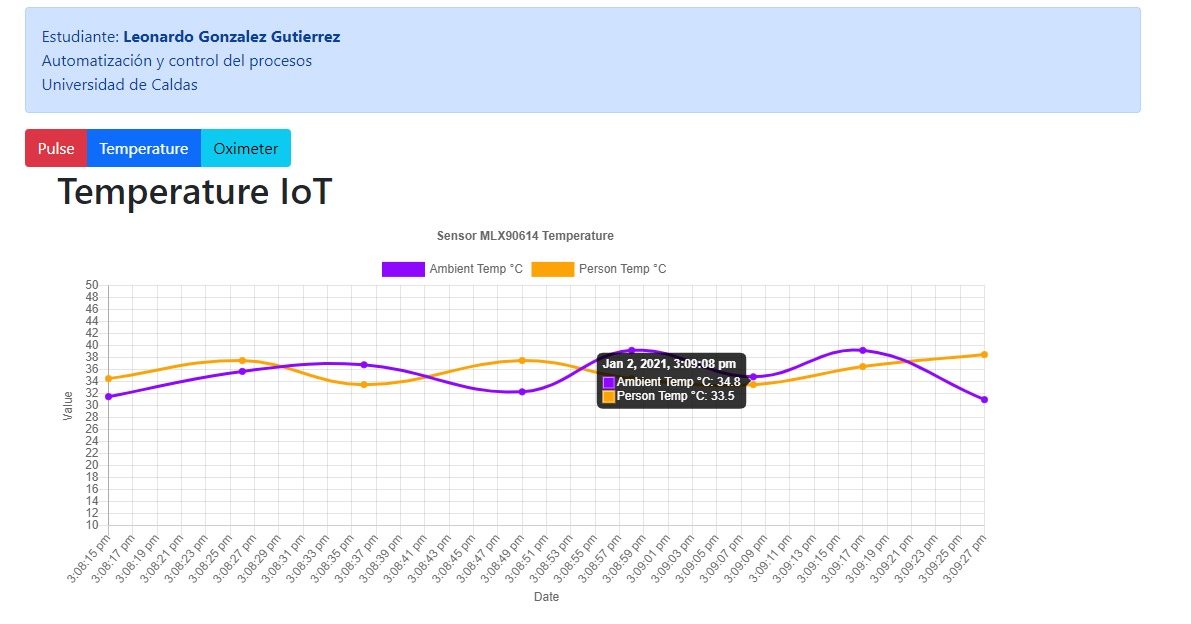 Estudiante: Leonardo Gonzalez Gutierrez
Automatización y control del procesos
Universidad de Caldas
Pulse Temperature Oximeter
Temperature IoT
Sensor MLX90614 Temperature
Ambient Temp °C Person Temp °C
50
48
46
44
42
40
38
36
34
32
30
28
26
24
22
20
18
16
14
12
10
Value
Jan 2, 2021, 3:09:08 pm
Ambient Temp °C: 34.8
Person Temp °C: 33.5
3:08:15 pm
3:08:17 pm
3:08:19 pm
3:08:21 pm
3:08:23 pm
3:08:25 pm
3:08:27 pm
3:08:29 pm
3:08:31 pm
3:08:33 pm
3:08:35 pm
3:08:37 pm
3:08:39 pm
3:08:41 pm
3:08:43 pm
3:08:45 pm
3:08:47 pm
3:08:49 pm
3:08:51 pm
3:08:53 pm
3:08:55 pm
3:08:57 pm
3:08:59 pm
3:09:01 pm
3:09:03 pm
3:09:05 pm
3:09:07 pm
3:09:09 pm
3:09:11 pm
3:09:13 pm
3:09:15 pm
3:09:17 pm
3:09:19 pm
3:09:21 pm
3:09:23 pm
3:09:25 pm
3:09:27 pm
Date